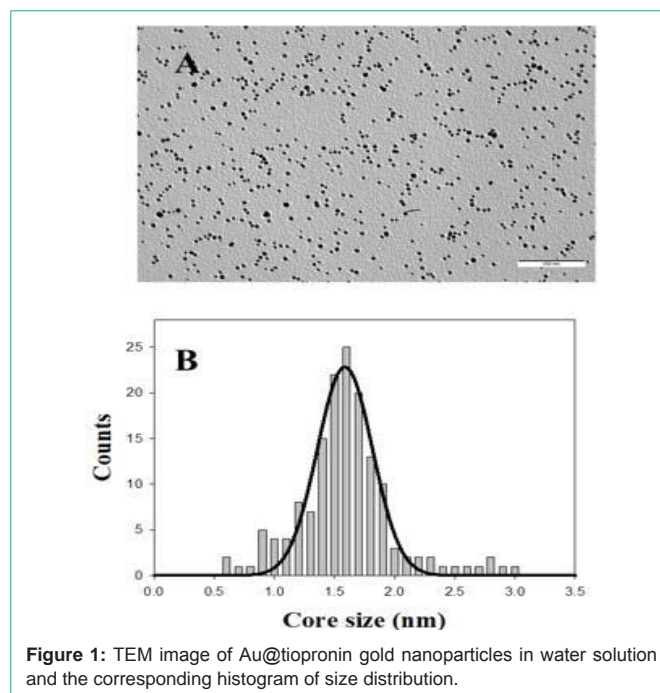 A
B
Counts
25
20
15
10
5
0
0.0 0.5 1.0 1.5 2.0 2.5 3.0 3.5
Core size (nm)
Figure 1: TEM image of Au@tiopronin gold nanoparticles in water solution
and the corresponding histogram of size distribution.